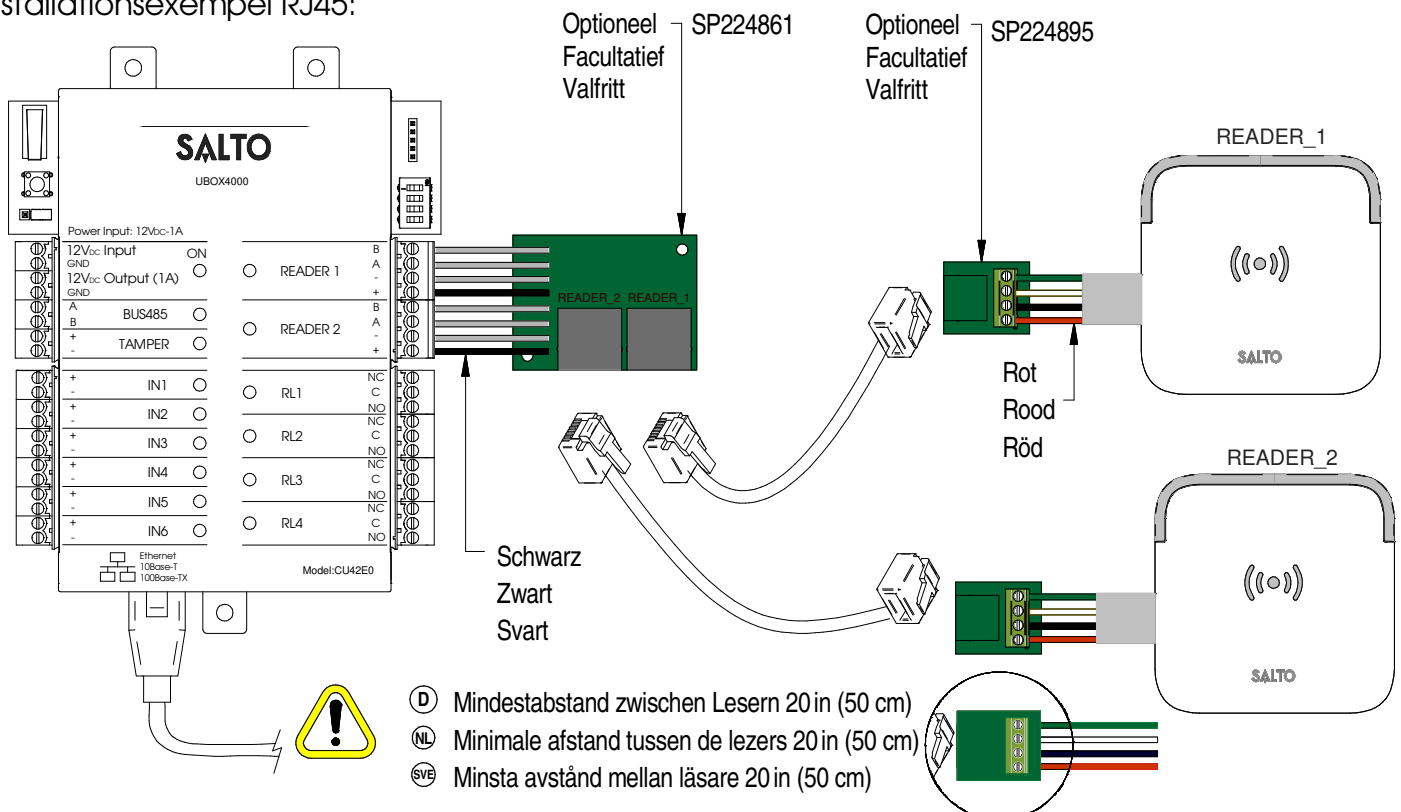 stallationsexempel RJ45:
Optioneel
Facultatief
Valfritt
SP224861
Optioneel
Facultatief
Valfritt
SP224895
READER_1
SALTO
UBOX4000
Power Input: 12VDC-1A
12VDC Input
ON
GND
12VDC Output (1A)
GND
A
BUS485
B
+
TAMPER
-
READER 1
B
A
-
+
READER 2
B
A
-
+
READER_2 READER_1
+
IN1
-
+
IN2
-
+
IN3
-
+
IN4
-
+
IN5
-
+
IN6
-
RL1
NC
C
NO
RL2
NC
C
NO
RL3
NC
C
NO
RL4
NC
C
NO
Ethernet
10Base-T
100Base-TX
Model:CU42E0
SALTO
Rot
Rood
Röd
READER_2
SALTO
Schwarz
Zwart
Svart
D Mindestabstand zwischen Lesern 20 in (50 cm)
NL Minimale afstand tussen de lezers 20 in (50 cm)
SVE Minsta avstånd mellan läsare 20 in (50 cm)